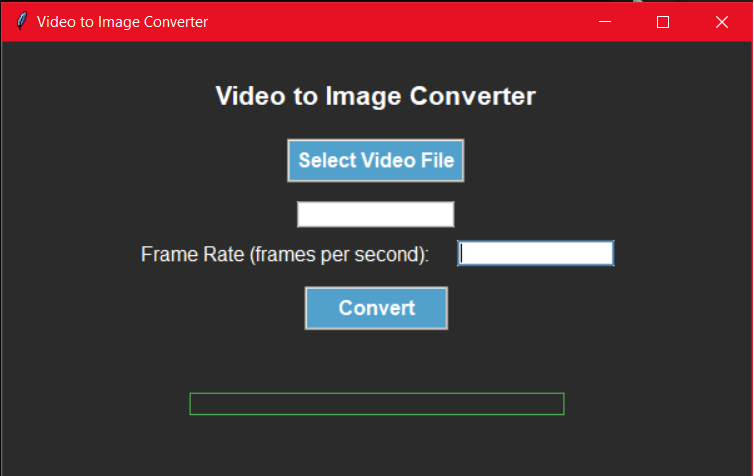 Video to Image Converter
Video to Image Converter
Select Video File
Frame Rate (frames per second):
Convert